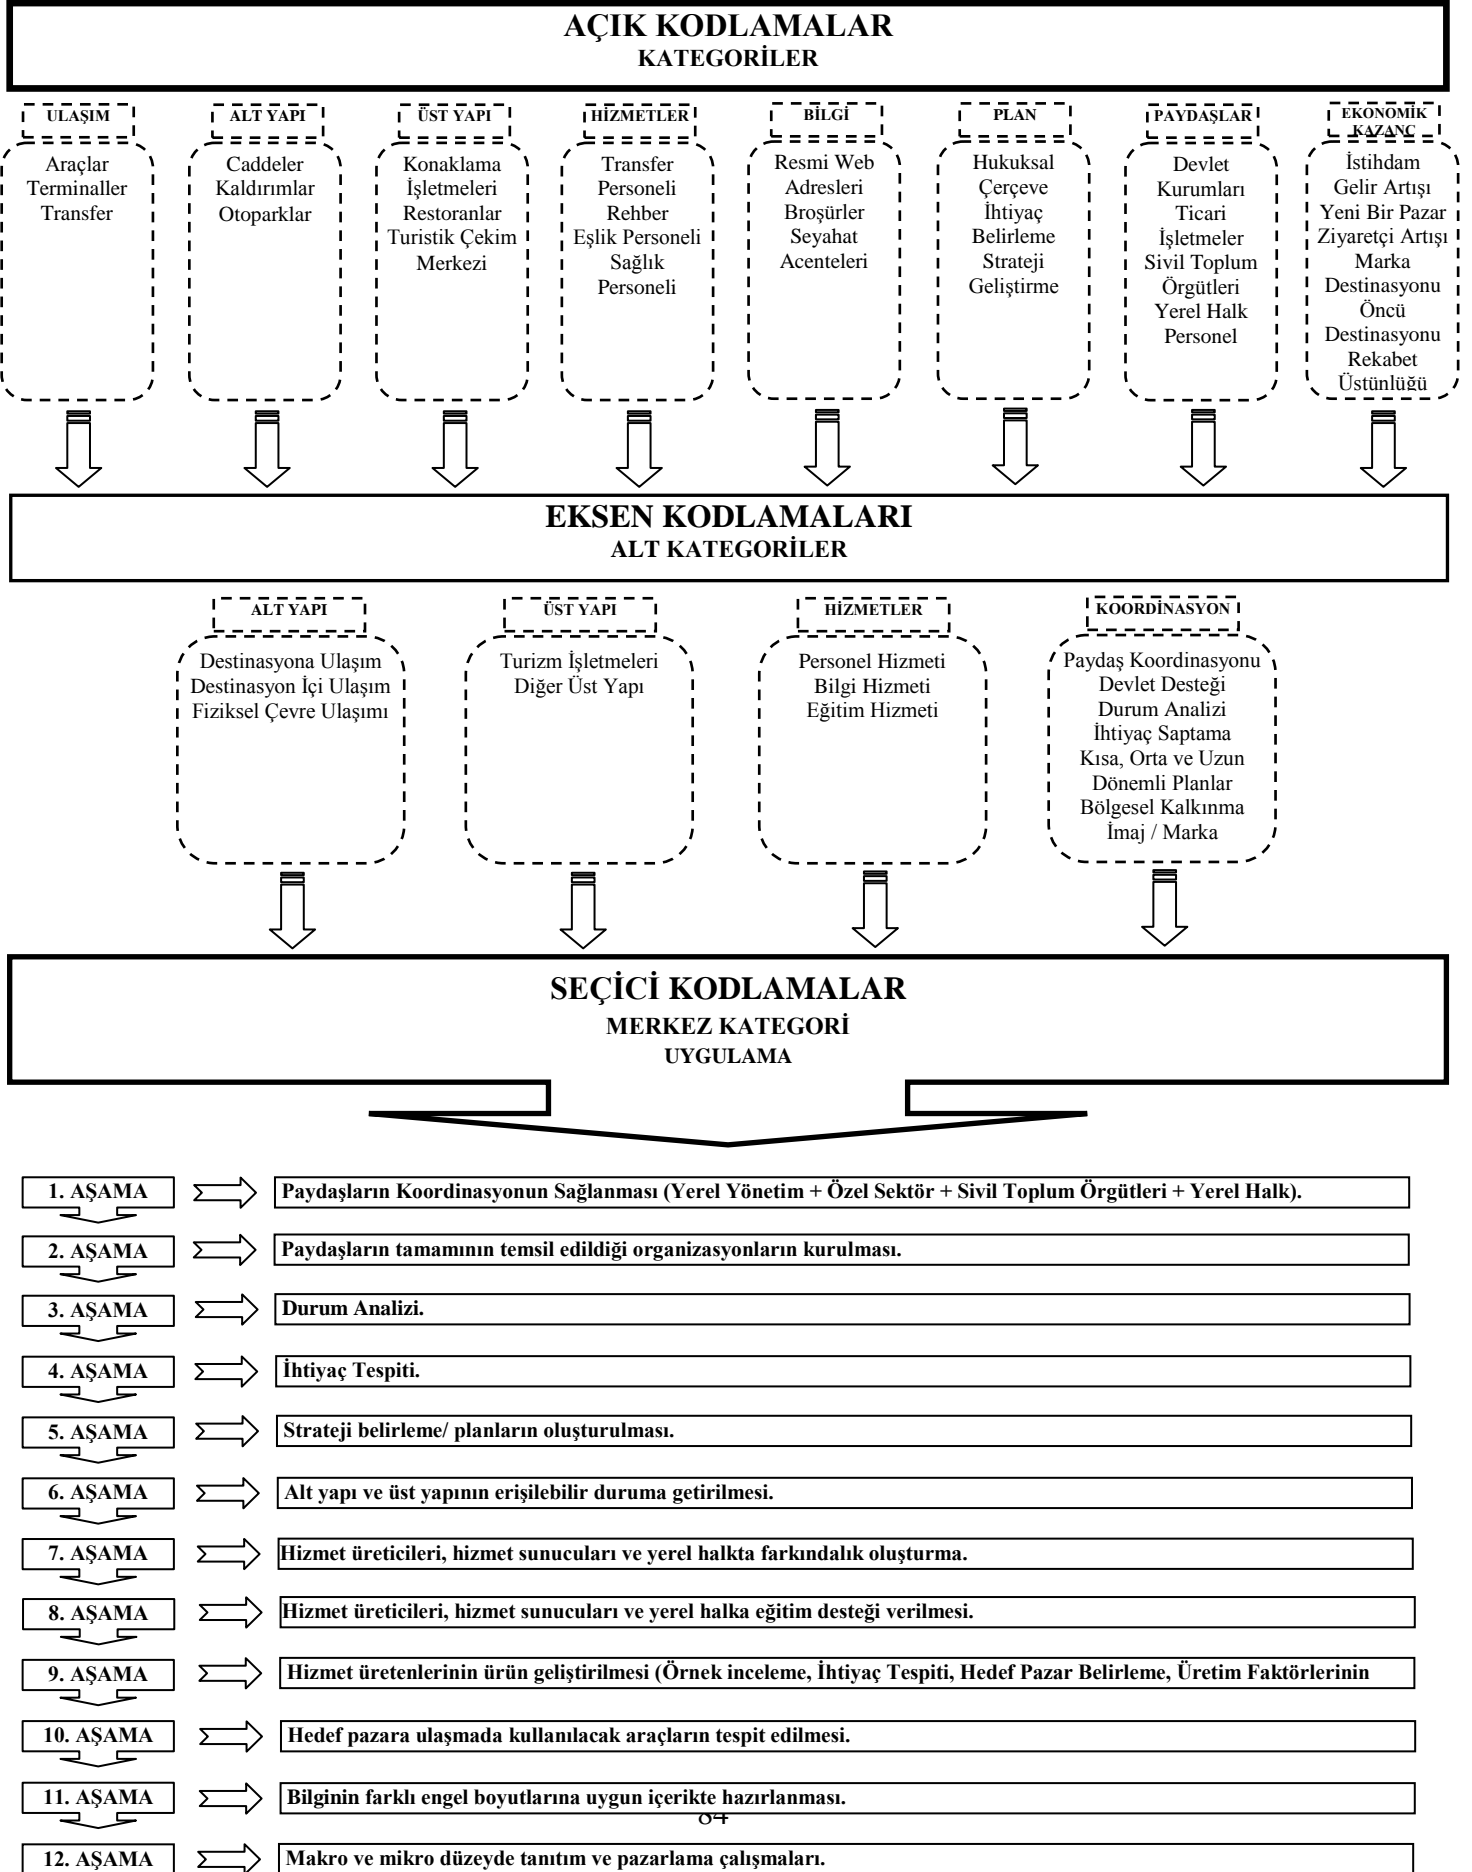 AÇIK KODLAMALAR
KATEGORİLER
ULAŞIM
Araçlar
Terminaller
Transfer
ALT YAPI
Caddeler
Kaldırımlar
Otoparklar
ÜST YAPI
Konaklama
İşletmeleri
Restoranlar
Turistik Çekim
Merkezi
HİZMETLER
Transfer
Personeli
Rehber
Eşlik Personeli
Sağlık
Personeli
BİLGİ
Resmi Web
Adresleri
Broşürler
Seyahat
Acenteleri
PLAN
Hukuksal
Çerçeve
İhtiyaç
Belirleme
Strateji
Geliştirme
PAYDAŞLAR
Devlet
Kurumları
Ticari
İşletmeler
Sivil Toplum
Örgütleri
Yerel Halk
Personel
EKONOMİK
KAZANÇ
İstihdam
Gelir Artışı
Yeni Bir Pazar
Ziyaretçi Artışı
Marka
Destinasyonu
Öncü
Destinasyonu
Rekabet
Üstünlüğü
EKSEN KODLAMALARI
ALT KATEGORİLER
ALT YAPI
Destinasyona Ulaşım
Destinasyon İçi Ulaşım
Fiziksel Çevre Ulaşımı
ÜST YAPI
Turizm İşletmeleri
Diğer Üst Yapı
HİZMETLER
Personel Hizmeti
Bilgi Hizmeti
Eğitim Hizmeti
KOORDİNASYON
Paydaş Koordinasyonu
Devlet Desteği
Durum Analizi
İhtiyaç Saptama
Kısa, Orta ve Uzun
Dönemli Planlar
Bölgesel Kalkınma
İmaj / Marka
SEÇİCİ KODLAMALAR
MERKEZ KATEGORİ
UYGULAMA
1. AŞAMA Paydaşların Koordinasyonun Sağlanması (Yerel Yönetim + Özel Sektör + Sivil Toplum Örgütleri + Yerel Halk).
2. AŞAMA Paydaşların tamamının temsil edildiği organizasyonların kurulması.
3. AŞAMA Durum Analizi.
4. AŞAMA İhtiyaç Tespiti.
5. AŞAMA Strateji belirleme/ planların oluşturulması.
6. AŞAMA Alt yapı ve üst yapının erişilebilir duruma getirilmesi.
7. AŞAMA Hizmet üreticileri, hizmet sunucuları ve yerel halkta farkındalık oluşturma.
8. AŞAMA Hizmet üreticileri, hizmet sunucuları ve yerel halka eğitim desteği verilmesi.
9. AŞAMA Hizmet üretenlerinin ürün geliştirilmesi (Örnek inceleme, İhtiyaç Tespiti, Hedef Pazar Belirleme, Üretim Faktörlerinin
10. AŞAMA Hedef pazara ulaşmada kullanılacak araçların tespit edilmesi.
11. AŞAMA Bilginin farklı engel boyutlarına uygun içerikte hazırlanması.
84
12. AŞAMA Makro ve mikro düzeyde tanıtım ve pazarlama çalışmaları.